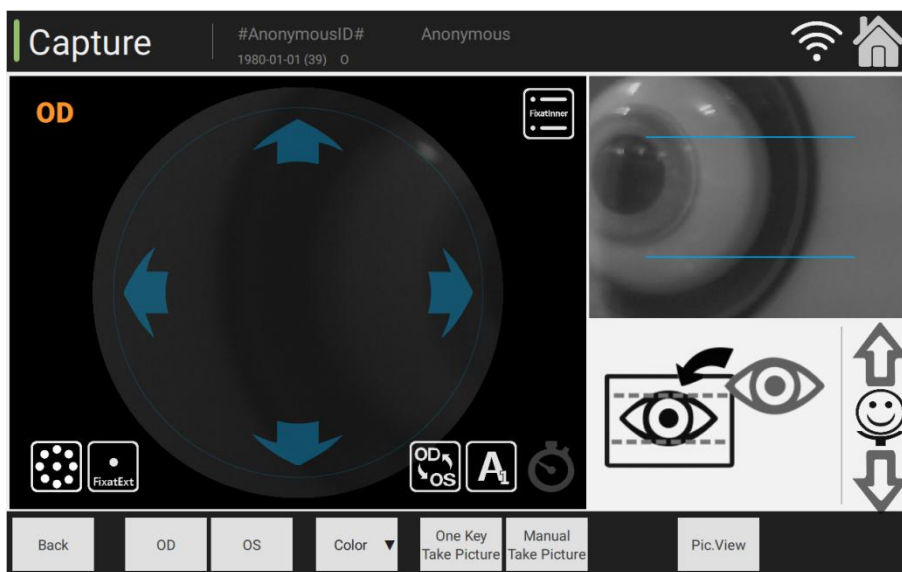 Capture
#AnonymousID#
Anonymous
1980-01-01 (39) O
OD
FixatInner
FixatExt
OD
OS
A1
Back
OD
OS
Color
One Key
Take Picture
Manual
Take Picture
Pic.View